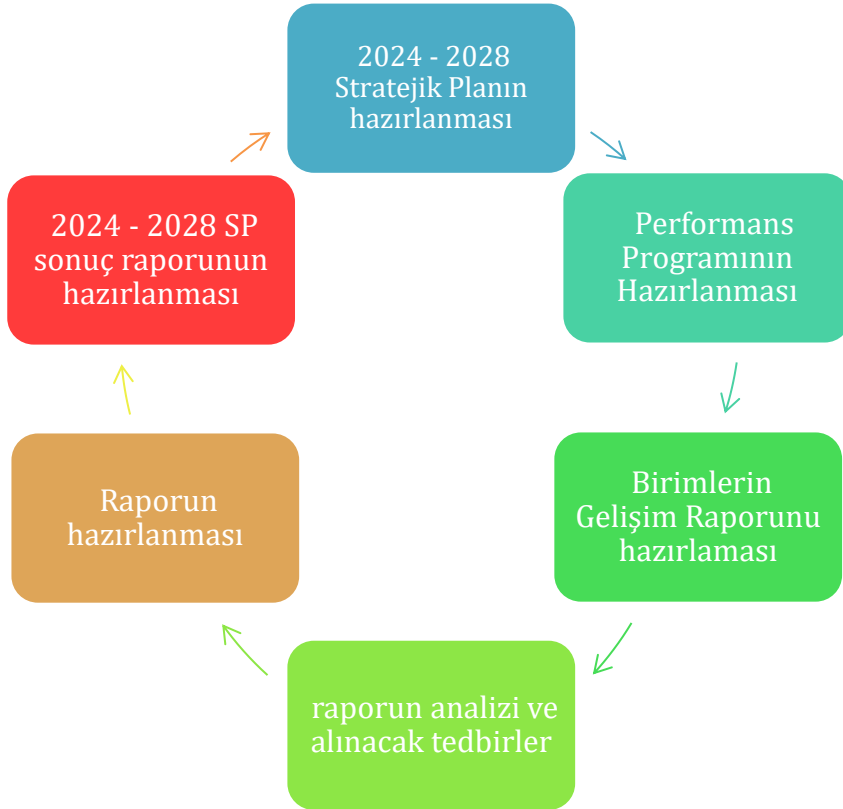 2024 - 2028
Stratejik Planın
hazırlanması
Performans
Programının
Hazırlanması
Birimlerin
Gelişim Raporunu
hazırlaması
raporun analizi ve
alınacak tedbirler
Raporun
hazırlanması
2024 - 2028 SP
sonuç raporunun
hazırlanması